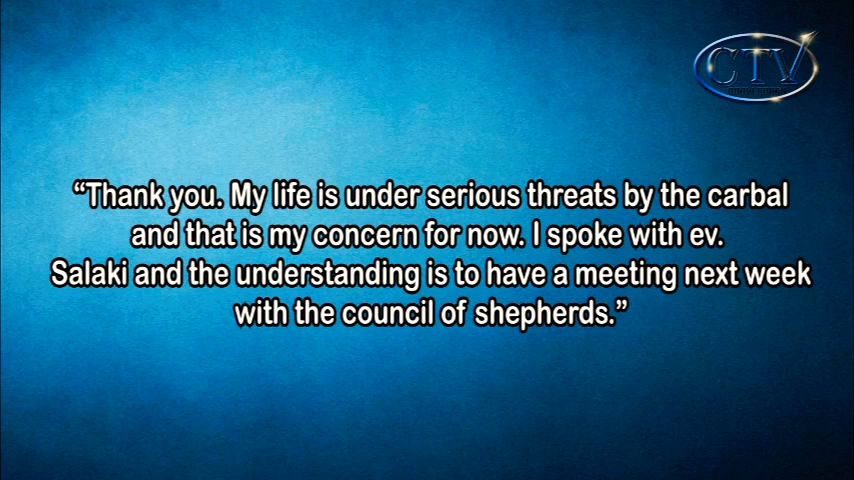 CTV
“Thank you. My life is under serious threats by the carbal
and that is my concern for now. I spoke with ev.
Salaki and the understanding is to have a meeting next week
with the council of shepherds.”